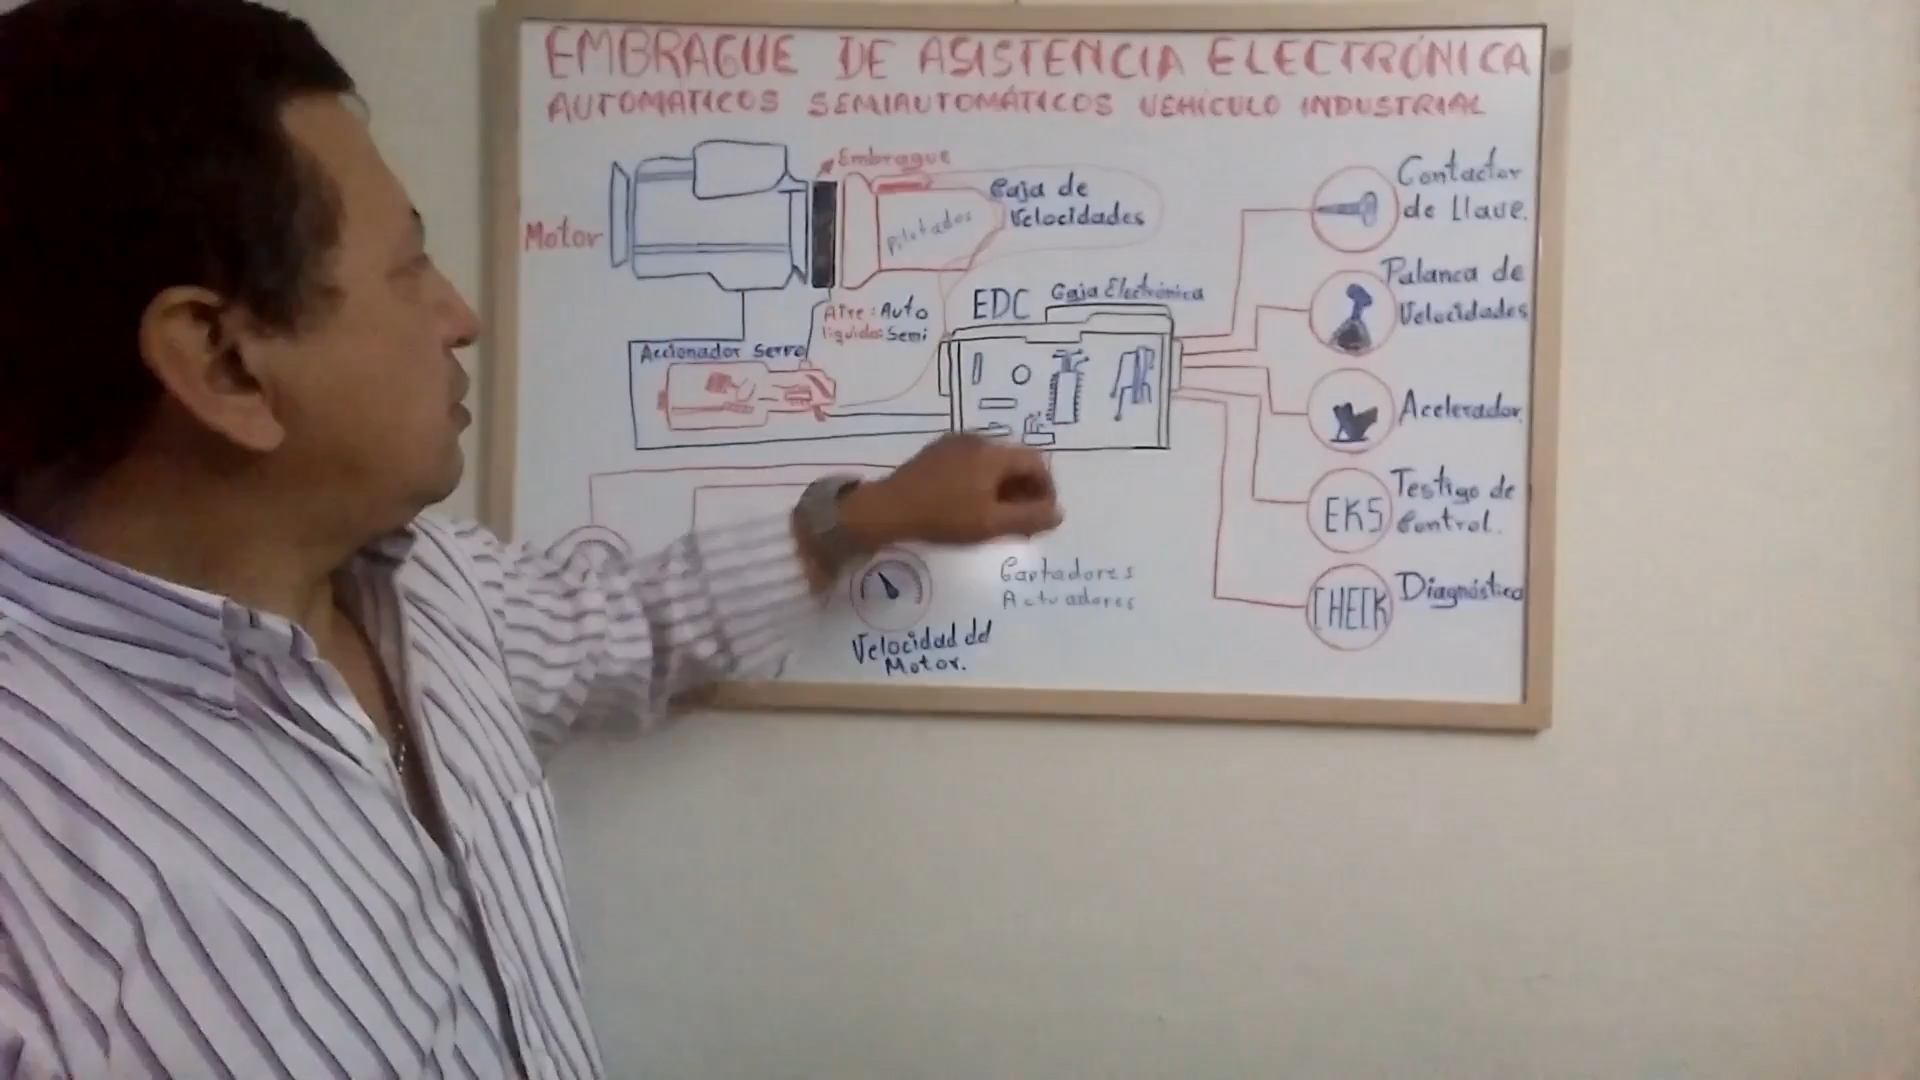 EMBRAGUE DE ASISTENCIA ELECTRÓNICA
AUTOMATICOS SEMIAUTOMÁTICOS VEHÍCULO INDUSTRIAL
Embrague
Motor
Pilotados
Caja de
Velocidades
Aire: Auto
liquido: Semi
Accionador Servo
EDC Caja Electrónica
Contactor
de Llave.
Palanca de
Velocidades
Acelerador
EKS
Testigo de
Control.
CHECK
Diagnóstico
Captadores
Actuadores
Velocidad del
Motor.